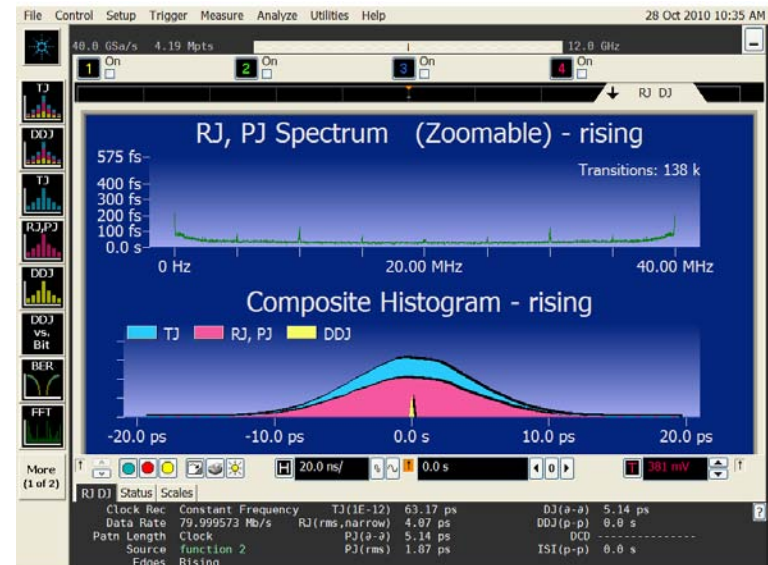 File Control Setup Trigger Measure Analyze Utilities Help 28 Oct 2010 10:35 AM
40.0 GSa/s 4.19 Mpts 12.0 GHz
1 On 2 On 3 On 4 On
RJ DJ
TJ
DDJ
TJ
RJ,PJ
DDJ
DDJ
vs.
Bit
BER
FFT
More
(1 of 2)
RJ, PJ Spectrum (Zoomable) - rising
Transitions: 138 k
575 fs
400 fs
300 fs
200 fs
100 fs
0.0 s
0 Hz 20.00 MHz 40.00 MHz
Composite Histogram - rising
TJ RJ, PJ DDJ
-20.0 ps -10.0 ps 0.0 s 10.0 ps 20.0 ps
H 20.0 ns/ 0.0 s 0 T 381 mV
RJ DJ Status Scales
Clock Rec Constant Frequency TJ(1E-12) 63.17 ps DJ(∂-∂) 5.14 ps
Data Rate 79.999573 Mb/s RJ(rms,narrow) 4.07 ps DDJ(p-p) 0.0 s
Patn Length Clock PJ(∂-∂) 5.14 ps DCD --------------
Source function 2 PJ(rms) 1.87 ps ISI(p-p) 0.0 s
Edges Rising
?